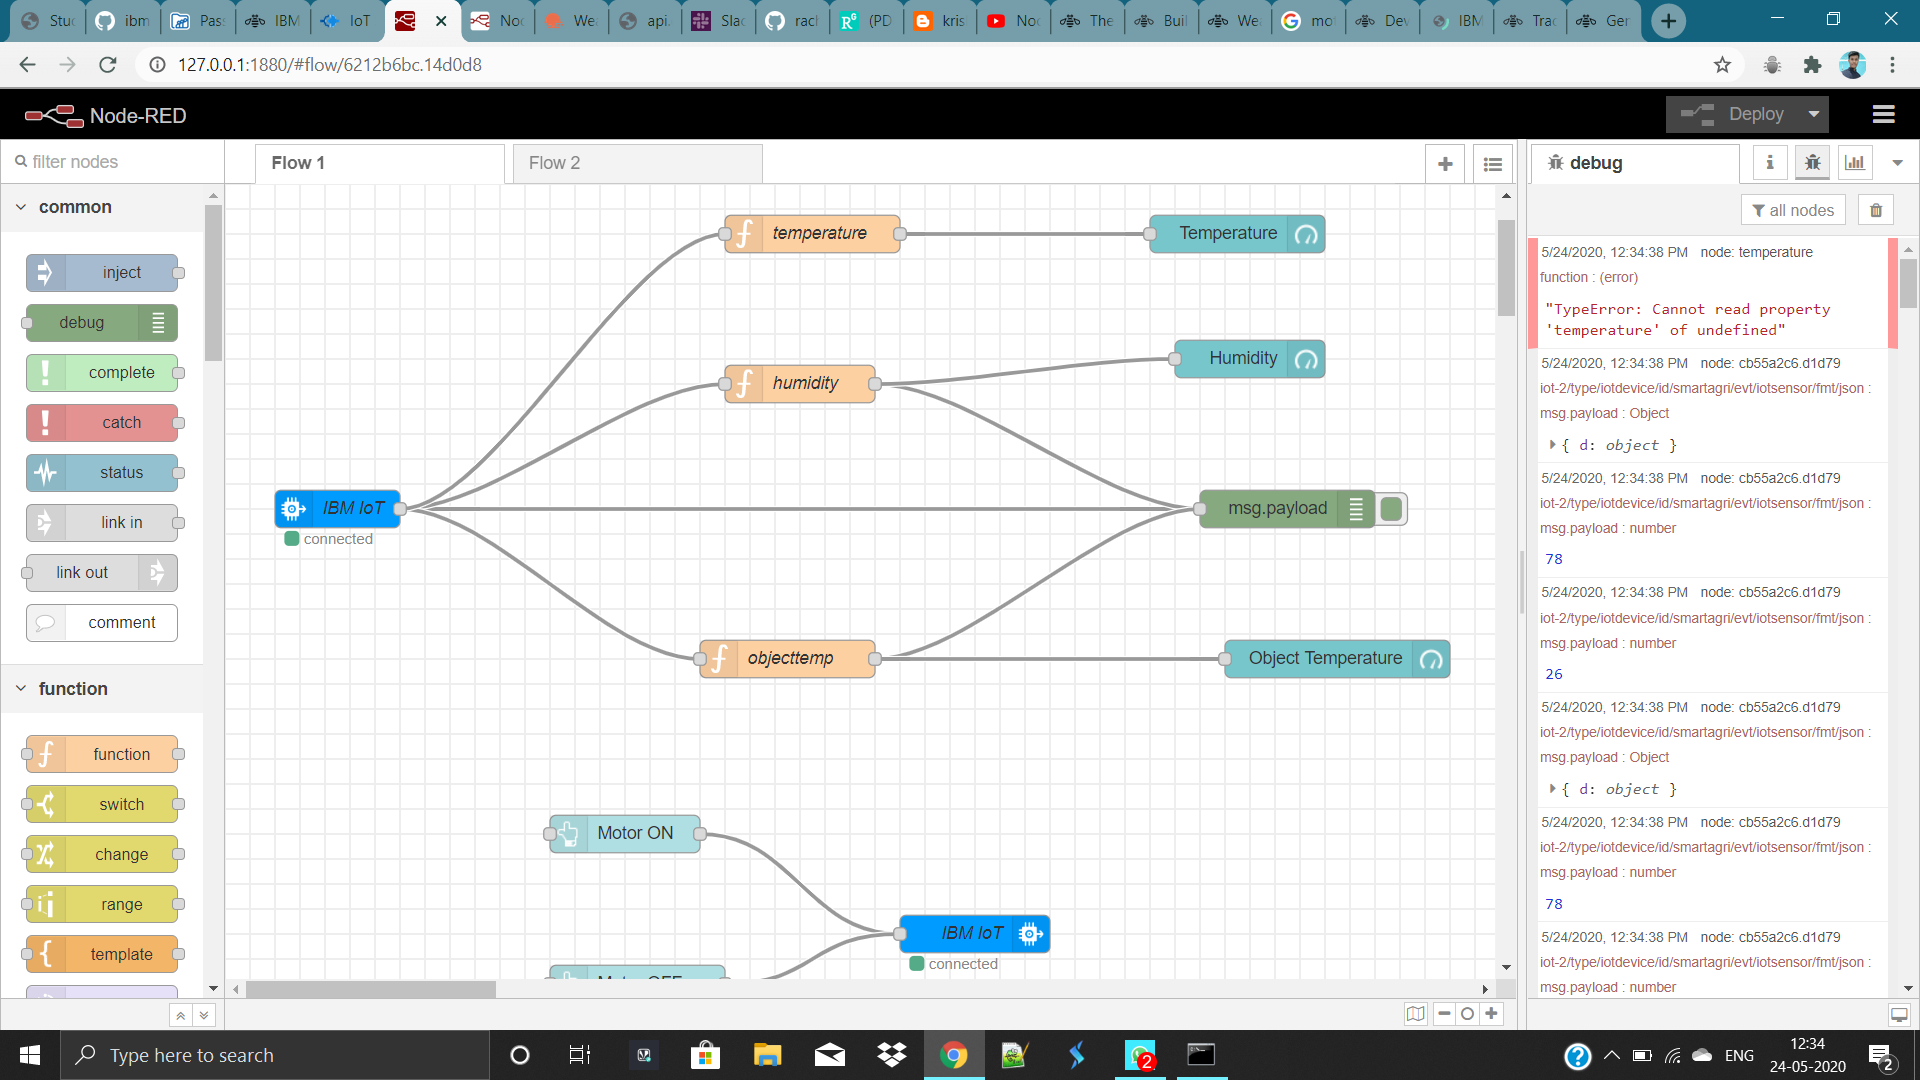 Stu
ibm
Pas
IBM
IoT
Noc
Wea
api.
Slac
rach
(PD
kris
Noc
The
Buil
Wea
mot
Dev
IBM
Trac
Ger
127.0.0.1:1880/#flow/6212b6bc.14d0d8
Node-RED
Deploy
filter nodes
Flow 1
Flow 2
debug
all nodes
common
inject
debug
complete
catch
status
link in
link out
comment
function
function
switch
change
range
template
temperature
Temperature
humidity
Humidity
IBM IoT
connected
msg.payload
objecttemp
Object Temperature
Motor ON
IBM IoT
connected
Motor OFF
5/24/2020, 12:34:38 PM node: temperature
function : (error)
"TypeError: Cannot read property
'temperature' of undefined"
5/24/2020, 12:34:38 PM node: cb55a2c6.d1d79
iot-2/type/iotdevice/id/smartagri/evt/iotsensor/fmt/json :
msg.payload : Object
{ d: object }
5/24/2020, 12:34:38 PM node: cb55a2c6.d1d79
iot-2/type/iotdevice/id/smartagri/evt/iotsensor/fmt/json :
msg.payload : number
78
5/24/2020, 12:34:38 PM node: cb55a2c6.d1d79
iot-2/type/iotdevice/id/smartagri/evt/iotsensor/fmt/json :
msg.payload : number
26
5/24/2020, 12:34:38 PM node: cb55a2c6.d1d79
iot-2/type/iotdevice/id/smartagri/evt/iotsensor/fmt/json :
msg.payload : Object
{ d: object }
5/24/2020, 12:34:38 PM node: cb55a2c6.d1d79
iot-2/type/iotdevice/id/smartagri/evt/iotsensor/fmt/json :
msg.payload : number
78
5/24/2020, 12:34:38 PM node: cb55a2c6.d1d79
iot-2/type/iotdevice/id/smartagri/evt/iotsensor/fmt/json :
msg.payload : number
Type here to search
2
ENG
12:34
24-05-2020
2